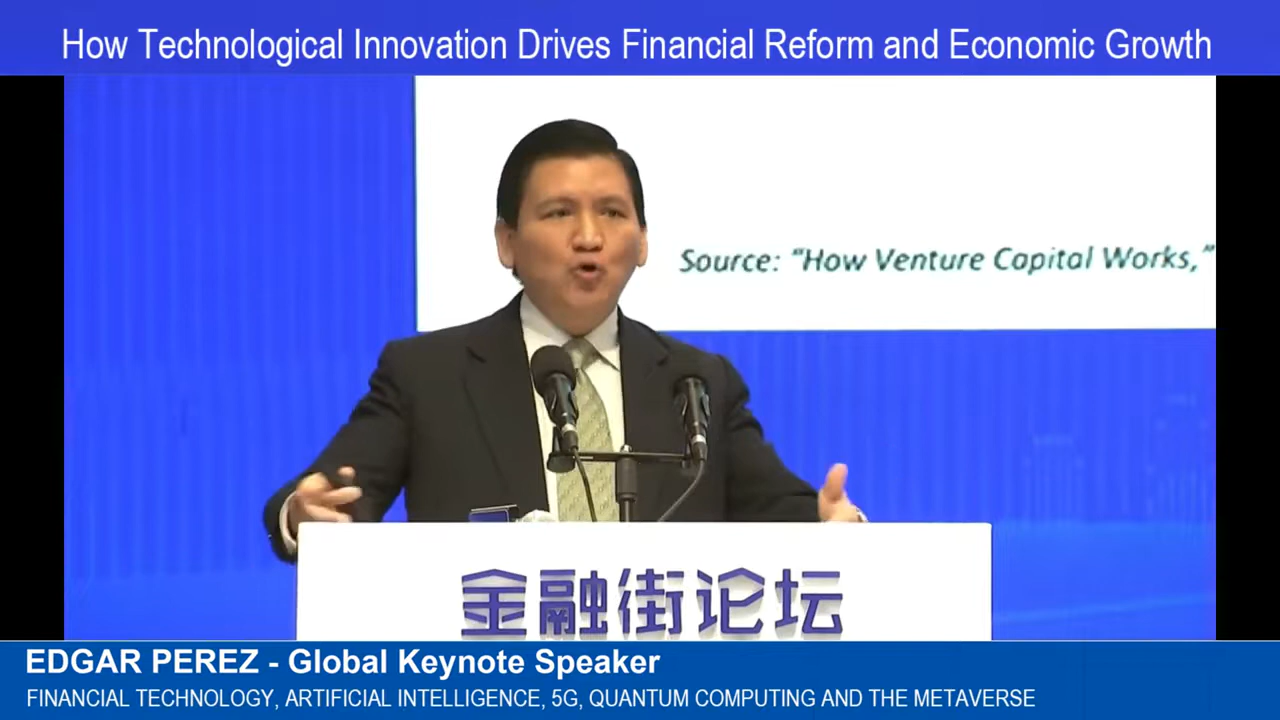 How Technological Innovation Drives Financial Reform and Economic Growth
Source: “How Venture Capital Works,”
金融街论坛
EDGAR PEREZ - Global Keynote Speaker
FINANCIAL TECHNOLOGY, ARTIFICIAL INTELLIGENCE, 5G, QUANTUM COMPUTING AND THE METAVERSE